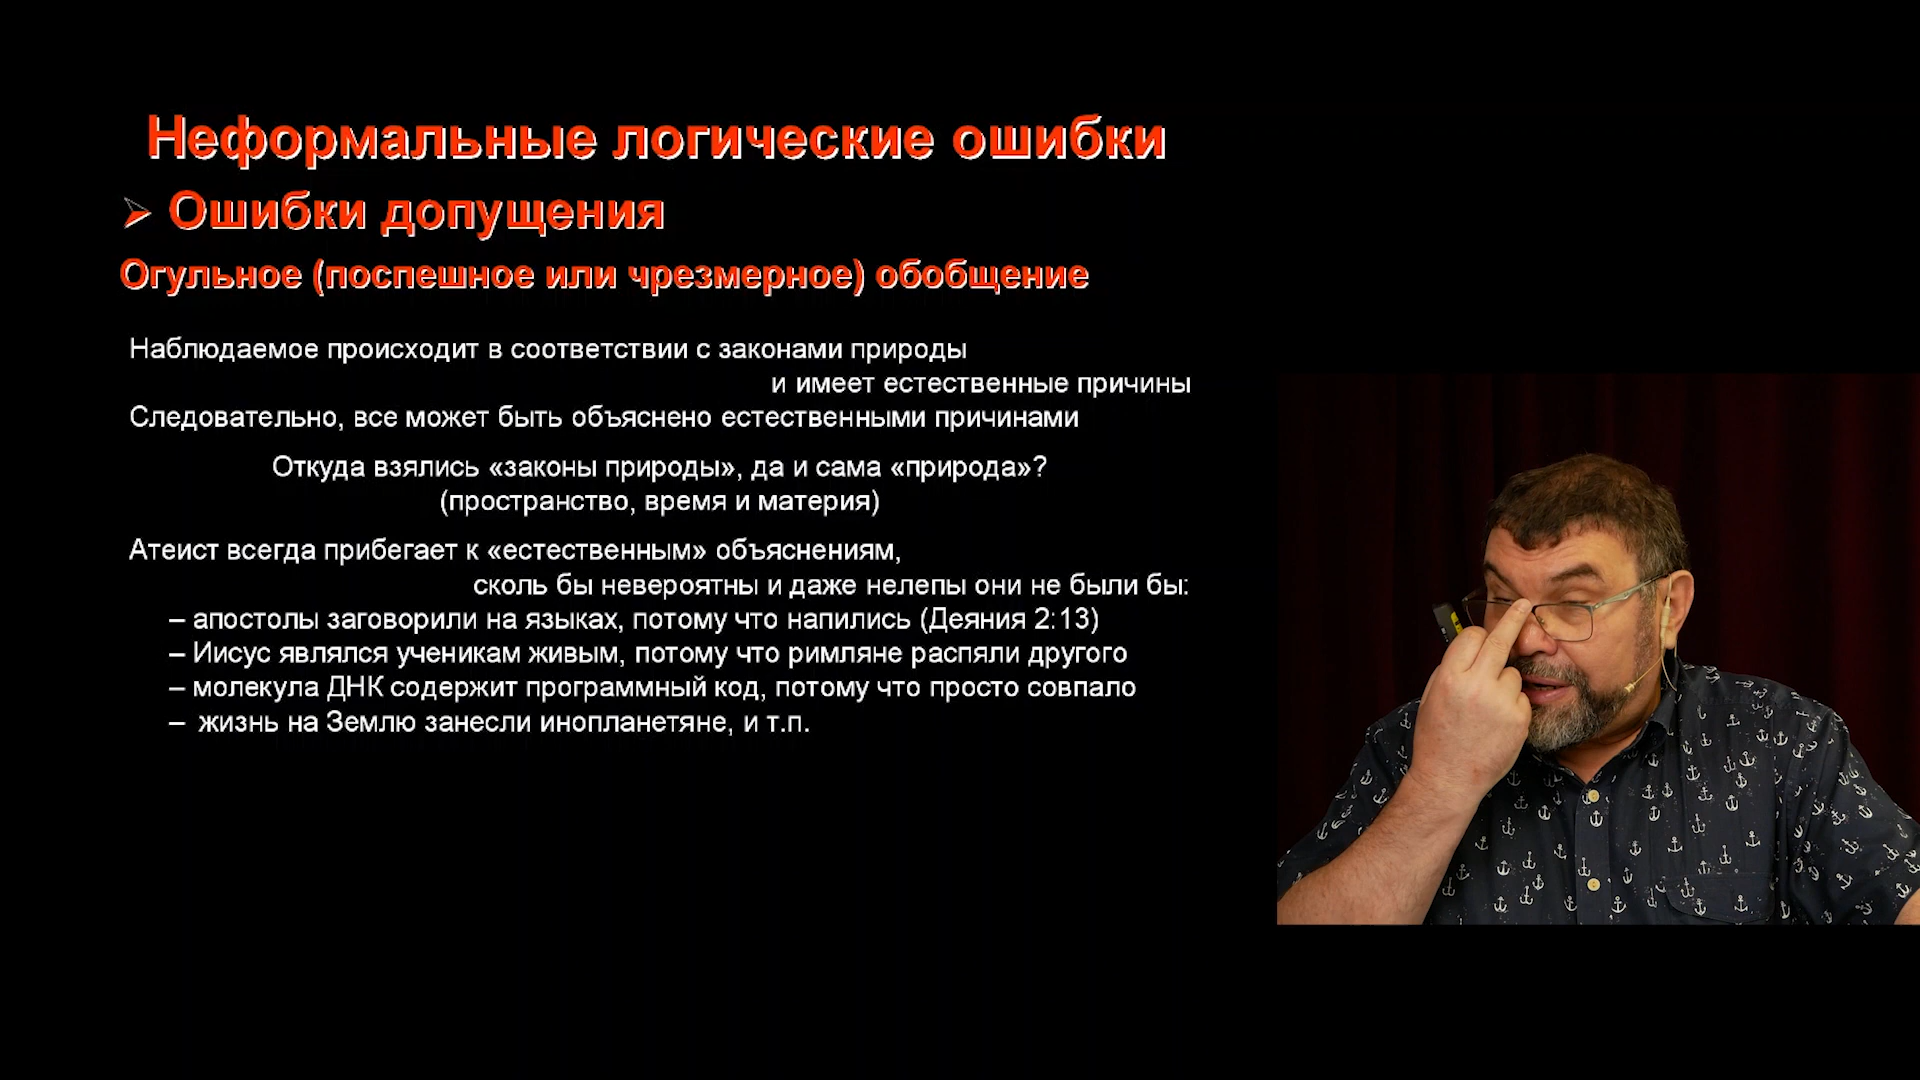 Неформальные логические ошибки
Ошибки допущения
Огульное (поспешное или чрезмерное) обобщение
Наблюдаемое происходит в соответствии с законами природы
и имеет естественные причины
Следовательно, все может быть объяснено естественными причинами
Откуда взялись «законы природы», да и сама «природа»?
(пространство, время и материя)
Атеист всегда прибегает к «естественным» объяснениям,
сколь бы невероятны и даже нелепы они не были бы:
– апостолы заговорили на языках, потому что напились (Деяния 2:13)
– Иисус являлся ученикам живым, потому что римляне распяли другого
– молекула ДНК содержит программный код, потому что просто совпало
– жизнь на Землю занесли инопланетяне, и т.п.